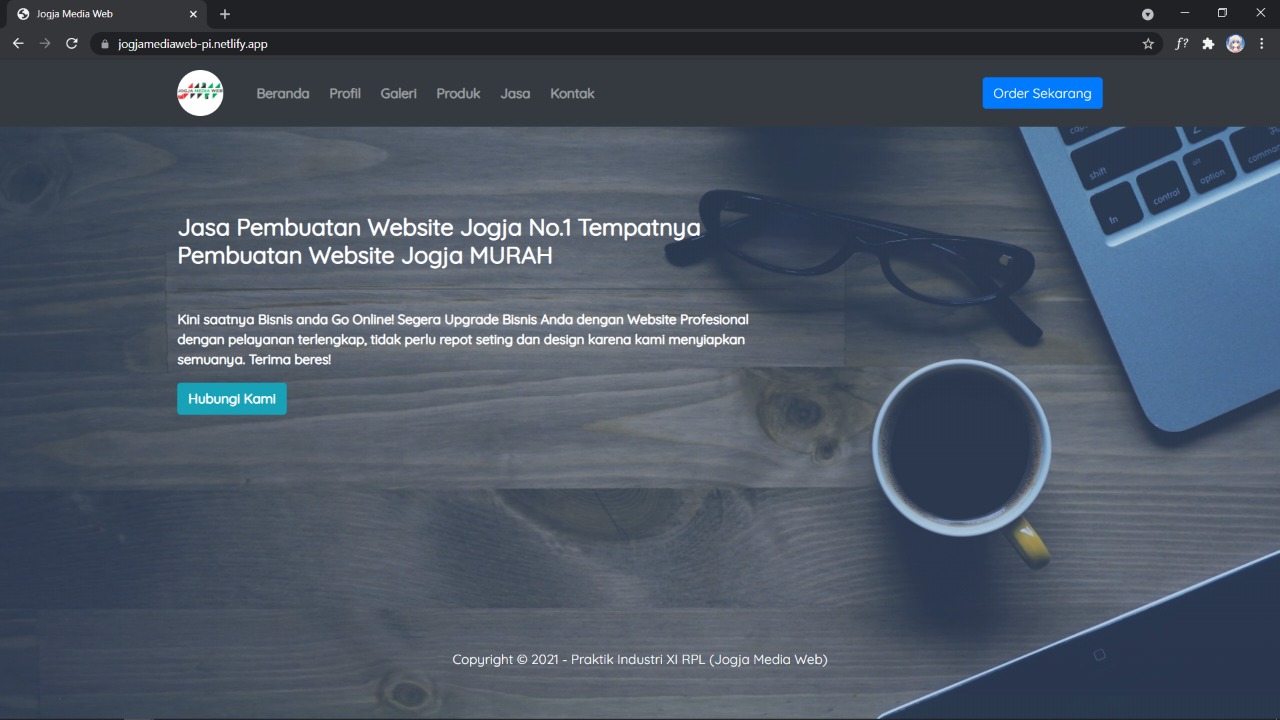 Jogja Media Web
jogjamediaweb-pi.netlify.app
f?
JOGJA MEDIA WEB
Beranda
Profil
Galeri
Produk
Jasa
Kontak
Order Sekarang
shift
fn
control
alt
option
Jasa Pembuatan Website Jogja No.1 Tempatnya
Pembuatan Website Jogja MURAH
Kini saatnya Bisnis anda Go Online! Segera Upgrade Bisnis Anda dengan Website Profesional
dengan pelayanan terlengkap, tidak perlu repot seting dan design karena kami menyiapkan
semuanya. Terima beres!
Hubungi Kami
Copyright © 2021 - Praktik Industri XI RPL (Jogja Media Web)